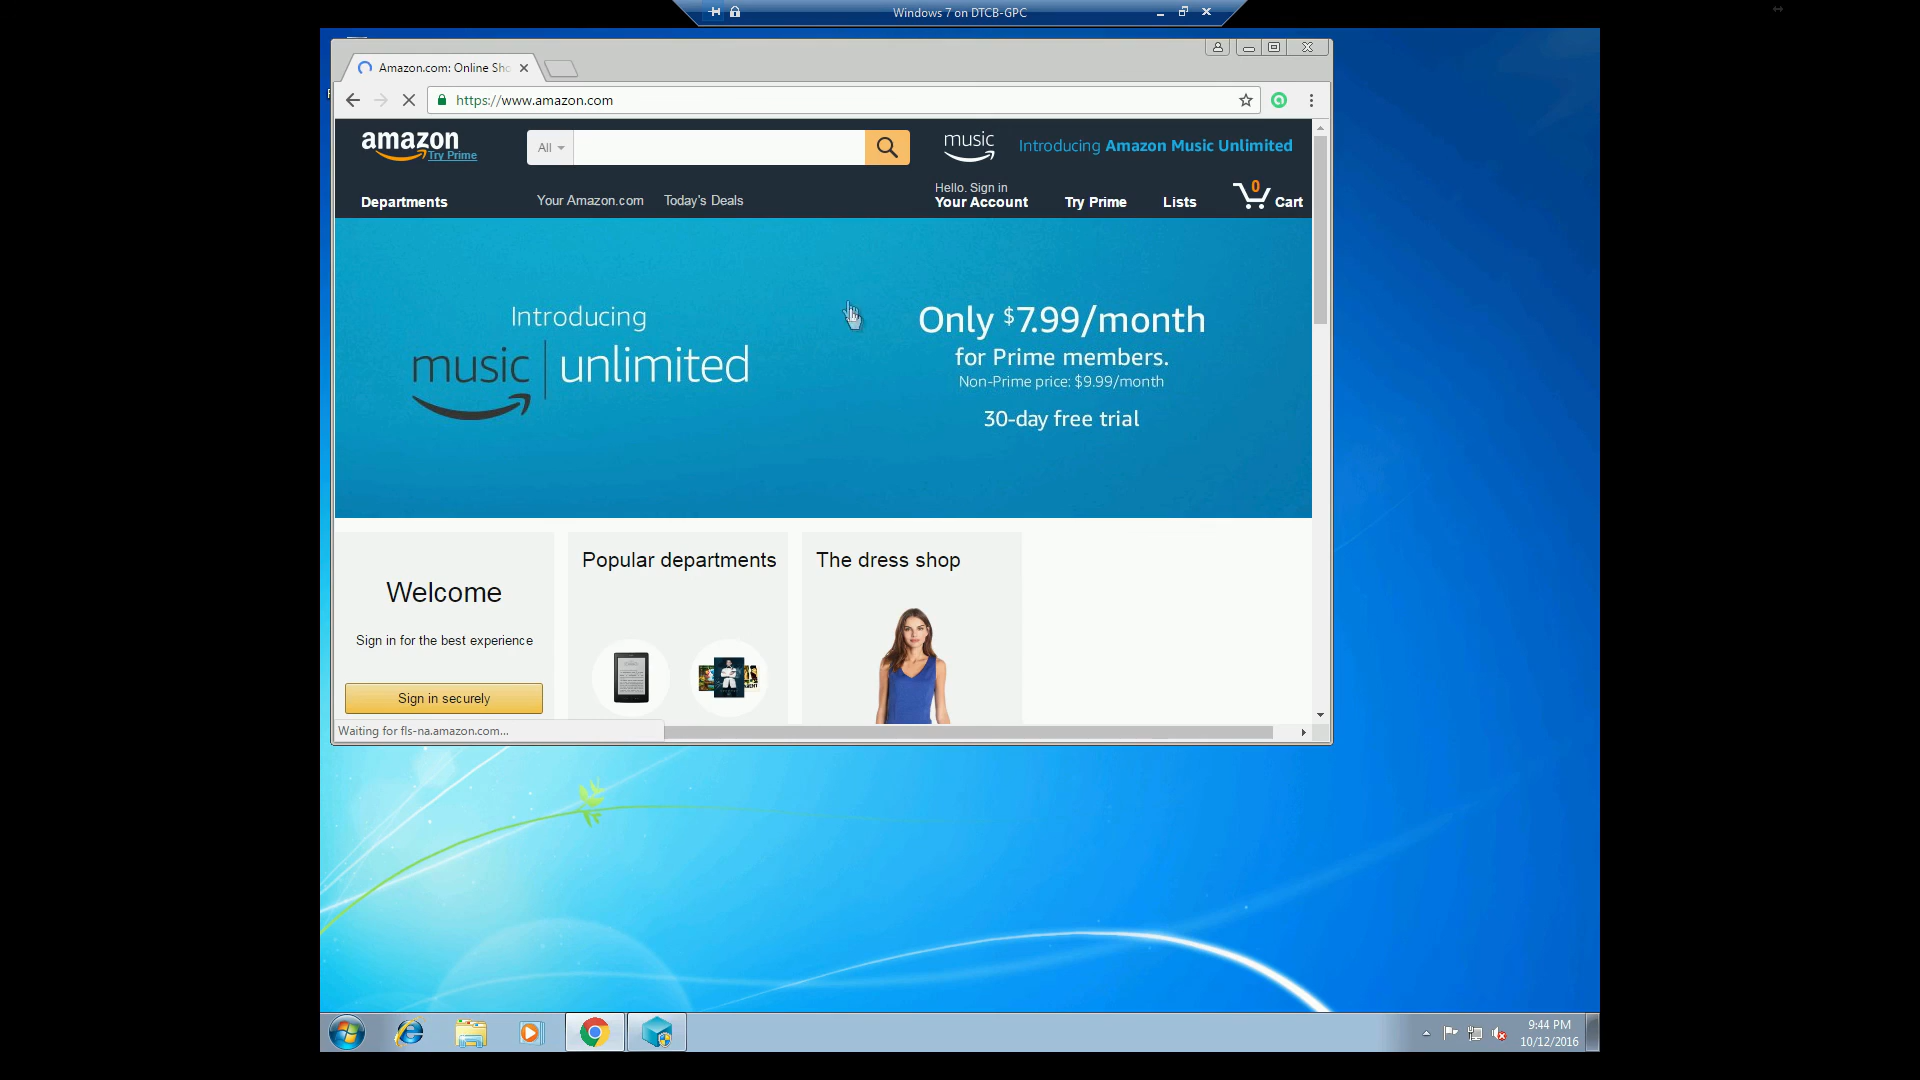 Windows 7 on DTCB-GPC
Amazon.com: Online Sho
https://www.amazon.com
amazon
Try Prime
All
music
Introducing Amazon Music Unlimited
Departments
Your Amazon.com
Today's Deals
Hello. Sign in
Your Account
Try Prime
Lists
0
Cart
Introducing
music
unlimited
Only $7.99/month
for Prime members.
Non-Prime price: $9.99/month
30-day free trial
Welcome
Sign in for the best experience
Sign in securely
Popular departments
The dress shop
Waiting for fls-na.amazon.com...
9:44 PM
10/12/2016